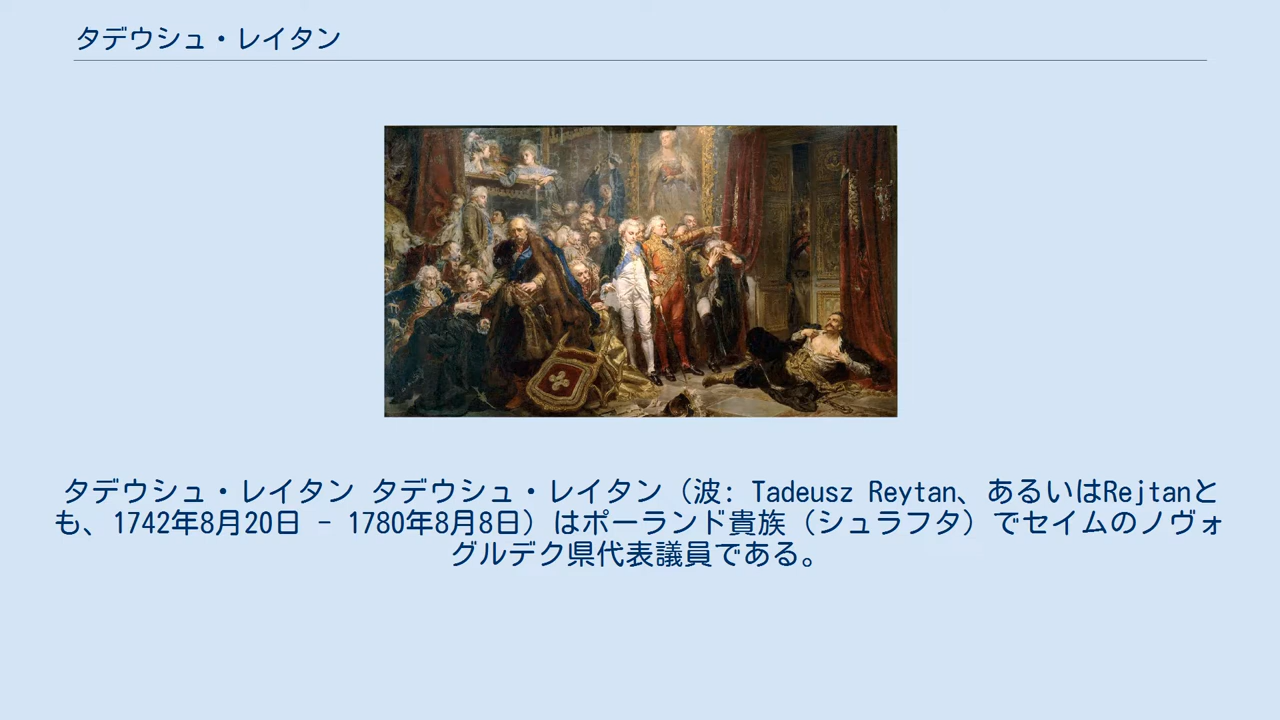 タデウシュ・レイタン
タデウシュ・レイタン タデウシュ・レイタン（波: Tadeusz Reytan、あるいはRejtanと
も、1742年8月20日 - 1780年8月8日）はポーランド貴族（シュラフタ）でセイムのノヴォ
グルデク県代表議員である。